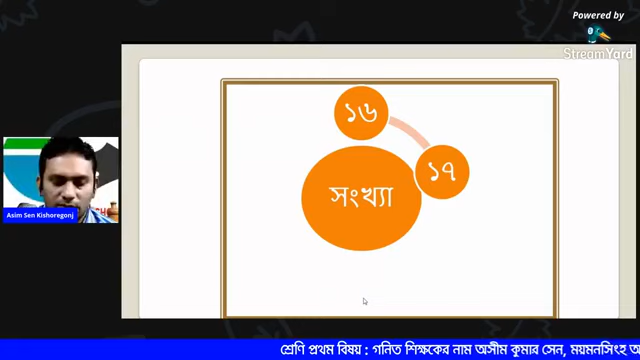 Powered by
StreamYard
১৬
১৭
সংখ্যা
Asim Sen Kishoregonj
শ্রেণি প্রথম বিষয় : গনিত শিক্ষকের নাম অসীম কুমার সেন, ময়মনসিংহ অ